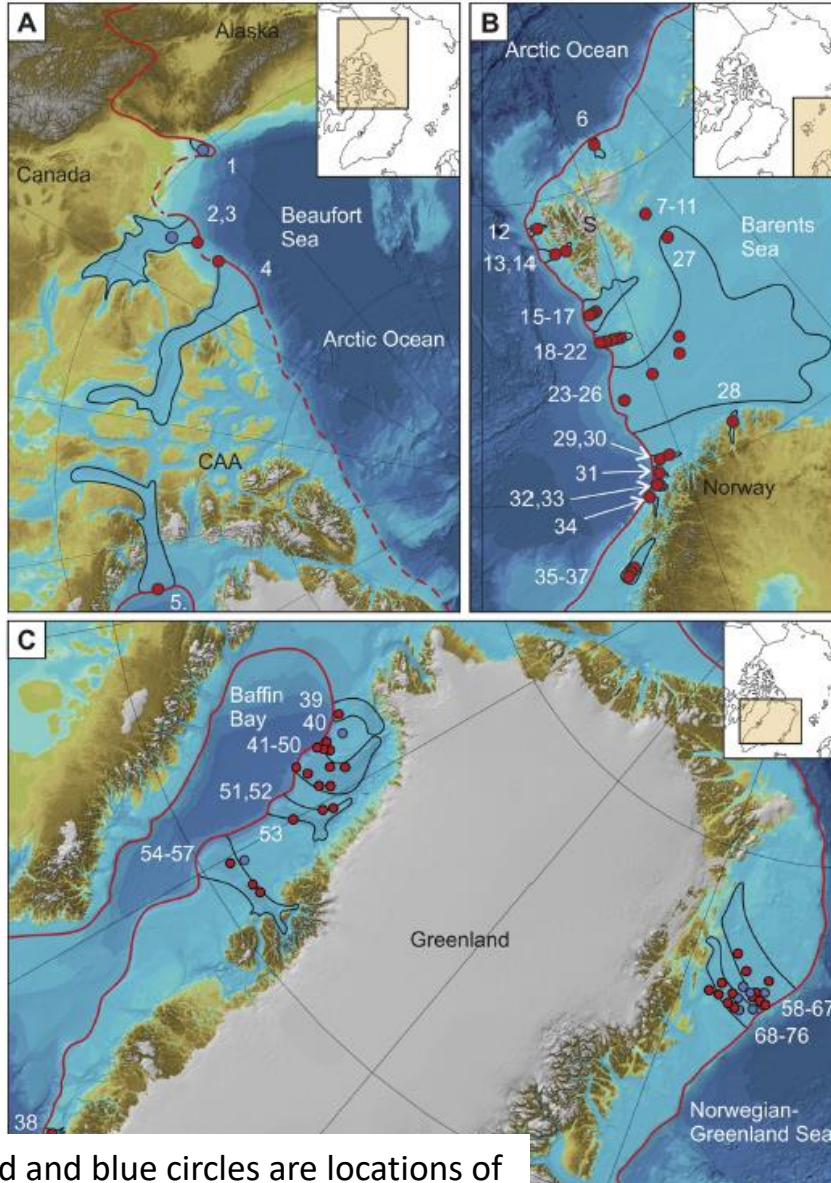 A
Alaska
Canada
1
2,3
Beaufort
Sea
4
Arctic Ocean
CAA
5.
B
Arctic Ocean
6
7-11
S
Barents
Sea
12
13,14
27
15-17
18-22
23-26
28
29,30
31
Norway
32,33
34
35-37
C
Baffin
Bay
39
40
41-50
51,52
53
54-57
Greenland
58-67
68-76
38
Norwegian-
Greenland Sea
d and blue circles are locations of